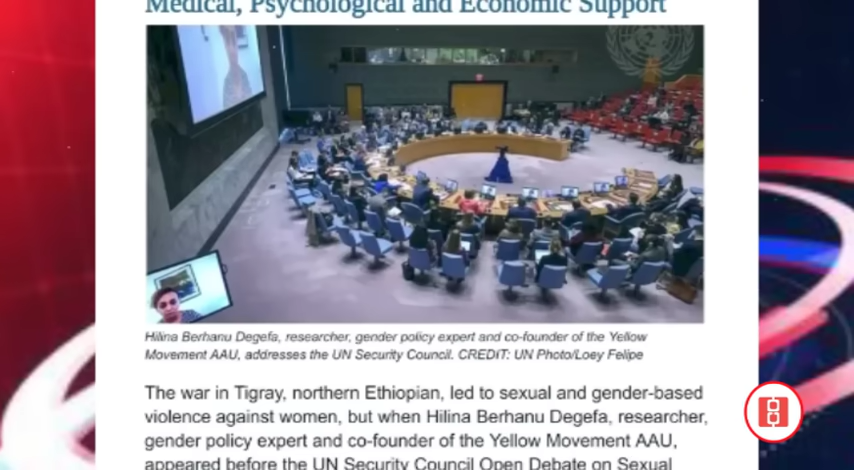 Medical, Psychological and Economic Support
Hilina Berhanu Degefa, researcher, gender policy expert and co-founder of the Yellow
Movement AAU, addresses the UN Security Council. CREDIT: UN Photo/Loey Felipe
The war in Tigray, northern Ethiopian, led to sexual and gender-based
violence against women, but when Hilina Berhanu Degefa, researcher,
gender policy expert and co-founder of the Yellow Movement AAU,
appeared before the UN Security Council Open Debate on Sexual